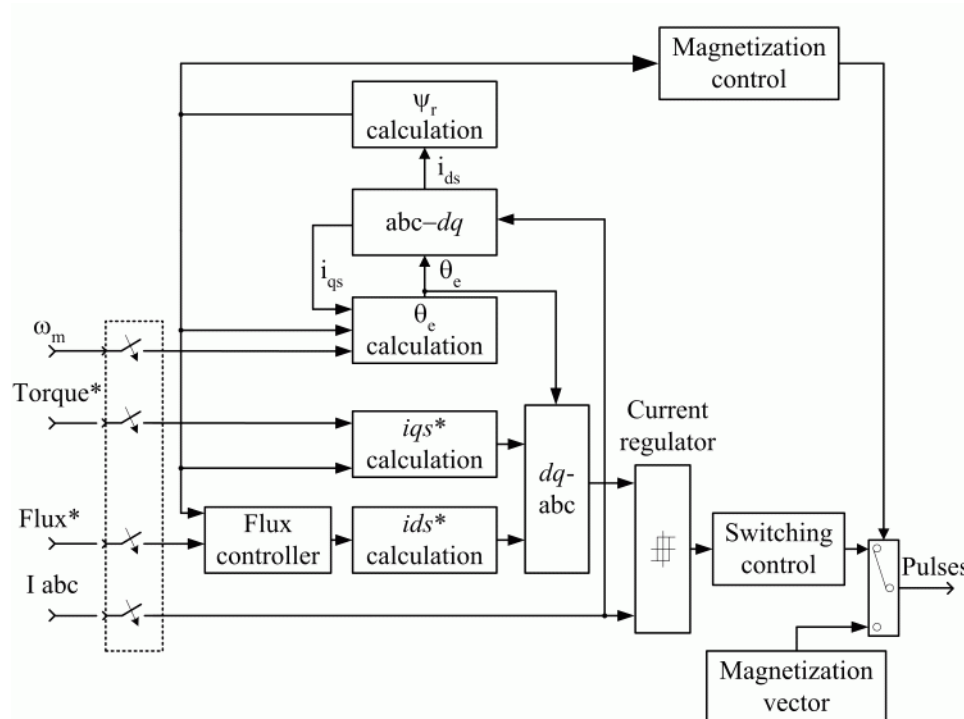 Magnetization
control
ψr
calculation
ids
abc–dq
iqs
θe
θe
calculation
ωm
Torque*
iqs*
calculation
Current
regulator
dq-
abc
Flux*
Flux
controller
ids*
calculation
Switching
control
Pulses
I abc
Magnetization
vector